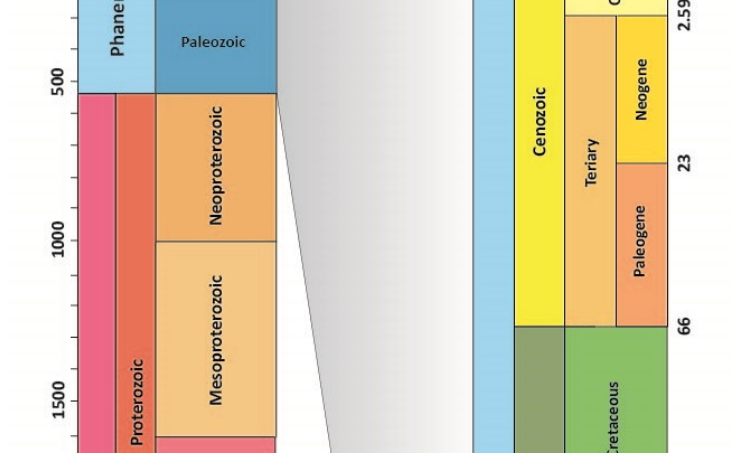 Phaner
Paleozoic
500
Neoproterozoic
1000
Mesoproterozoic
Proterozoic
1500
2.59
Cenozoic
Teriary
Neogene
23
Paleogene
66
retaceous